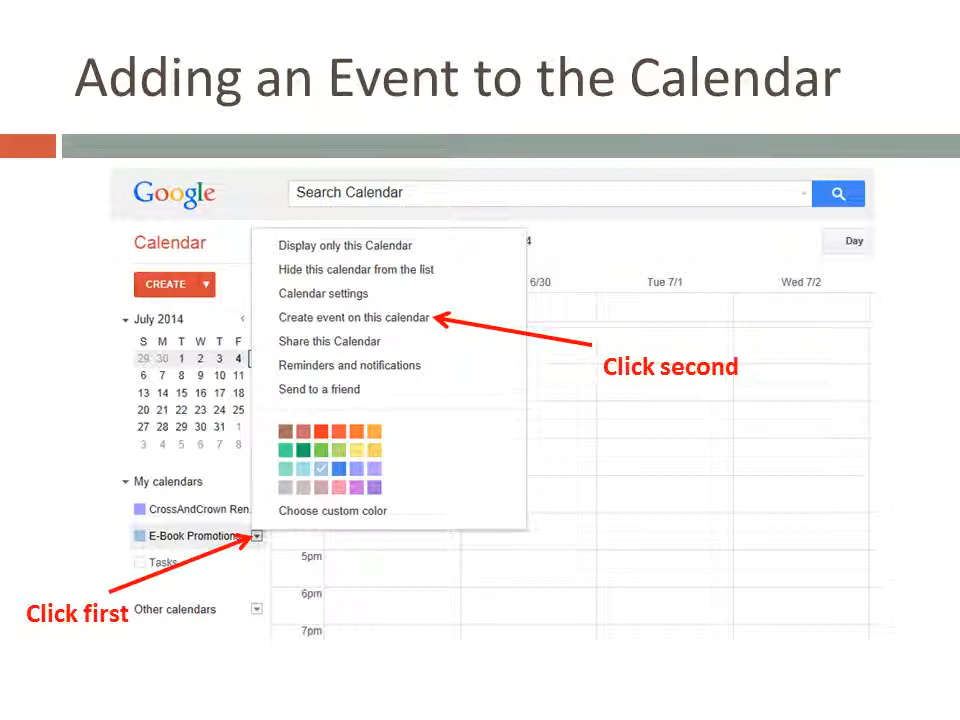 Adding an Event to the Calendar
Google
Search Calendar
Calendar
4
Day
CREATE
6/30
Tue 7/1
Wed 7/2
Display only this Calendar
Hide this calendar from the list
Calendar settings
Create event on this calendar
Share this Calendar
Reminders and notifications
Send to a friend
Choose custom color
Click second
July 2014
S M T W T F
29 30 1 2 3 4
6 7 8 9 10 11
13 14 15 16 17 18
20 21 22 23 24 25
27 28 29 30 31 1
3 4 5 6 7 8
My calendars
CrossAndCrown Ren
E-Book Promotion
Tasks
Click first
Other calendars
5pm
6pm
7pm